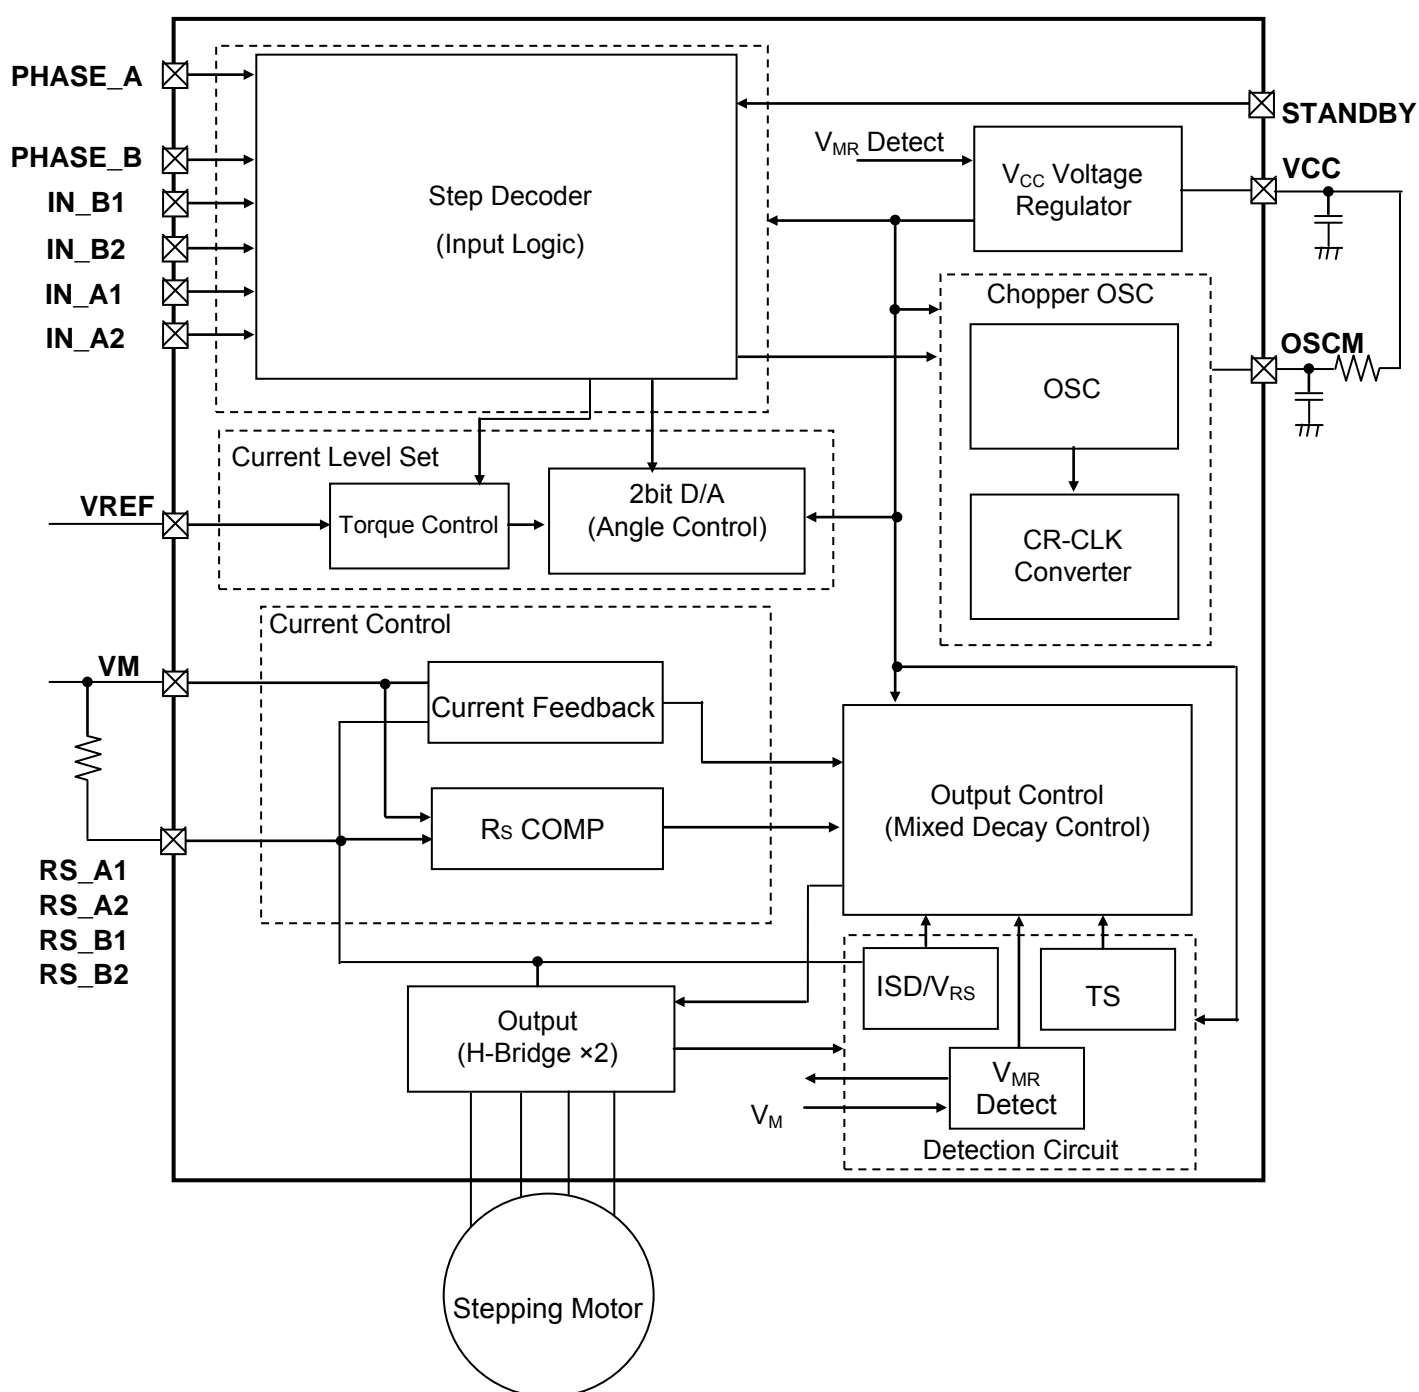 PHASE_A
STANDBY
PHASE_B
IN_B1
IN_B2
IN_A1
IN_A2
Step Decoder
(Input Logic)
VMR Detect
VCC Voltage
Regulator
VCC
Chopper OSC
OSC
OSCM
CR-CLK
Converter
Current Level Set
VREF
Torque Control
2bit D/A
(Angle Control)
Current Control
VM
Current Feedback
RS COMP
Output Control
(Mixed Decay Control)
RS_A1
RS_A2
RS_B1
RS_B2
ISD/VRS
TS
Output
(H-Bridge ×2)
VMR
Detect
VM
Detection Circuit
Stepping Motor